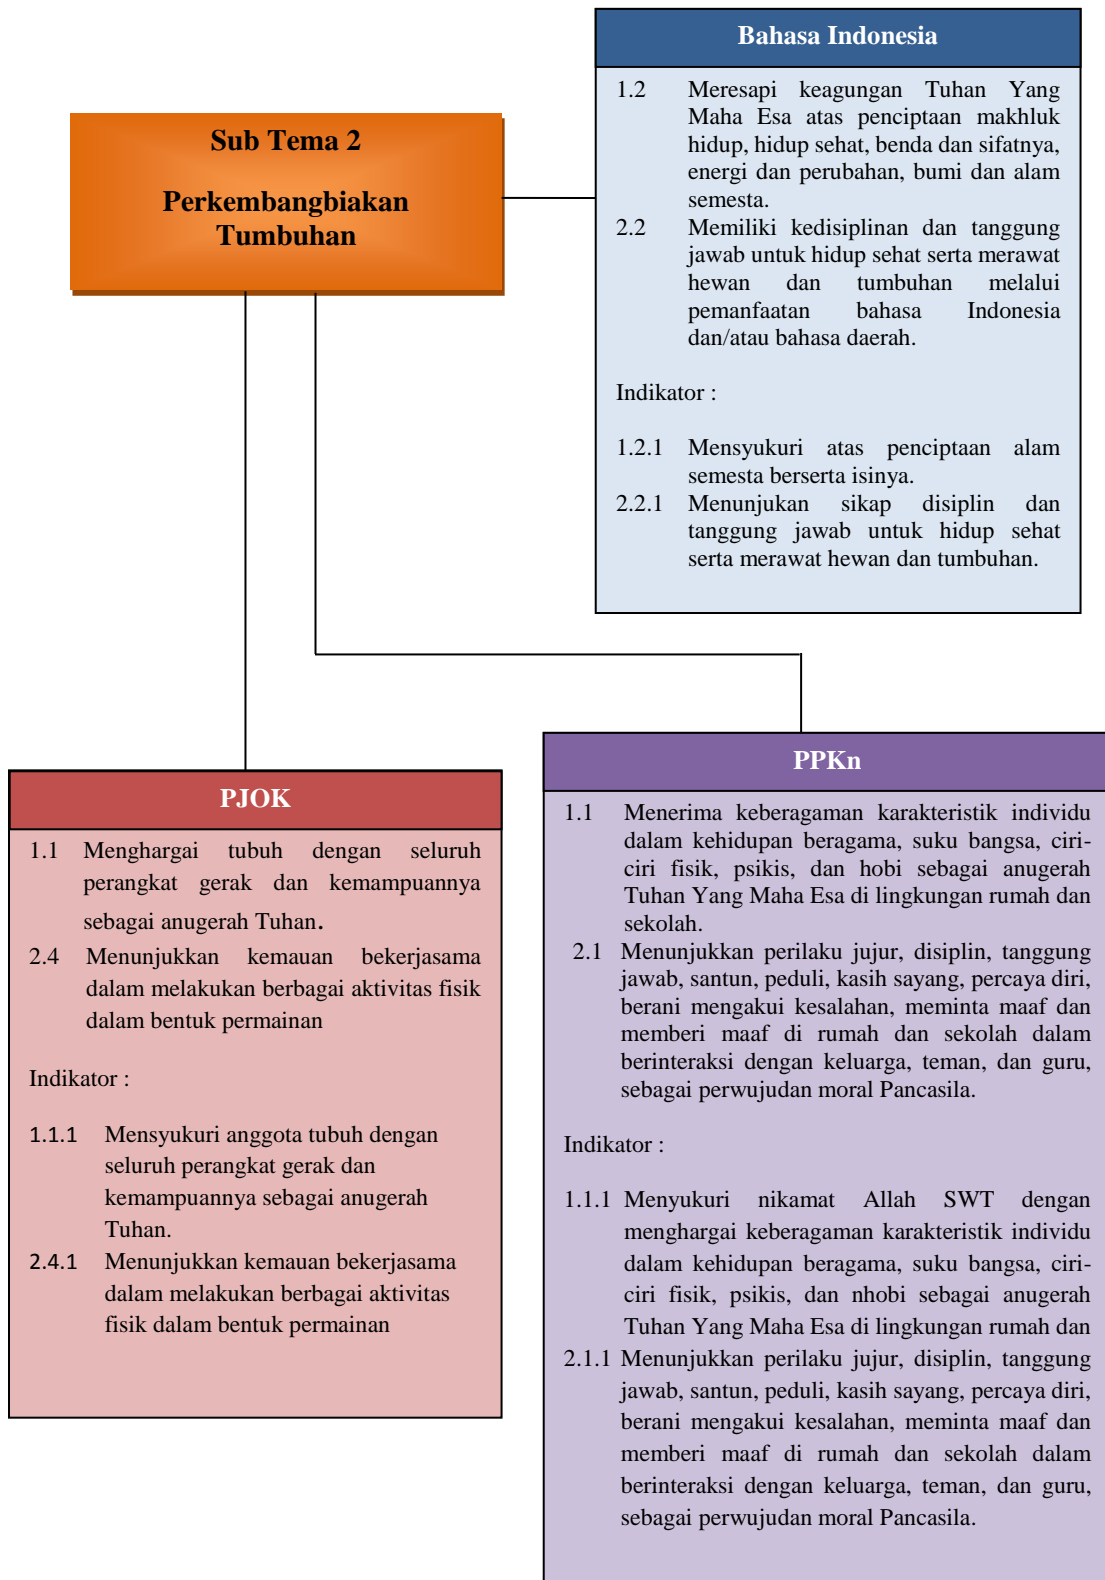 Sub Tema 2
Perkembangbiakan
Tumbuhan
Bahasa Indonesia
1.2 Meresapi keagungan Tuhan Yang
Maha Esa atas penciptaan makhluk
hidup, hidup sehat, benda dan sifatnya,
energi dan perubahan, bumi dan alam
semesta.
2.2 Memiliki kedisiplinan dan tanggung
jawab untuk hidup sehat serta merawat
hewan dan tumbuhan melalui
pemanfaatan bahasa Indonesia
dan/atau bahasa daerah.
Indikator :
1.2.1 Mensyukuri atas penciptaan alam
semesta berserta isinya.
2.2.1 Menunjukan sikap disiplin dan
tanggung jawab untuk hidup sehat
serta merawat hewan dan tumbuhan.
PJOK
1.1 Menghargai tubuh dengan seluruh
perangkat gerak dan kemampuannya
sebagai anugerah Tuhan.
2.4 Menunjukkan kemauan bekerjasama
dalam melakukan berbagai aktivitas fisik
dalam bentuk permainan
Indikator :
1.1.1 Mensyukuri anggota tubuh dengan
seluruh perangkat gerak dan
kemampuannya sebagai anugerah
Tuhan.
2.4.1 Menunjukkan kemauan bekerjasama
dalam melakukan berbagai aktivitas
fisik dalam bentuk permainan
PPKn
1.1 Menerima keberagaman karakteristik individu
dalam kehidupan beragama, suku bangsa, ciri-
ciri fisik, psikis, dan hobi sebagai anugerah
Tuhan Yang Maha Esa di lingkungan rumah dan
sekolah.
2.1 Menunjukkan perilaku jujur, disiplin, tanggung
jawab, santun, peduli, kasih sayang, percaya diri,
berani mengakui kesalahan, meminta maaf dan
memberi maaf di rumah dan sekolah dalam
berinteraksi dengan keluarga, teman, dan guru,
sebagai perwujudan moral Pancasila.
Indikator :
1.1.1 Menyukuri nikamat Allah SWT dengan
menghargai keberagaman karakteristik individu
dalam kehidupan beragama, suku bangsa, ciri-
ciri fisik, psikis, dan nhobi sebagai anugerah
Tuhan Yang Maha Esa di lingkungan rumah dan
2.1.1 Menunjukkan perilaku jujur, disiplin, tanggung
jawab, santun, peduli, kasih sayang, percaya diri,
berani mengakui kesalahan, meminta maaf dan
memberi maaf di rumah dan sekolah dalam
berinteraksi dengan keluarga, teman, dan guru,
sebagai perwujudan moral Pancasila.